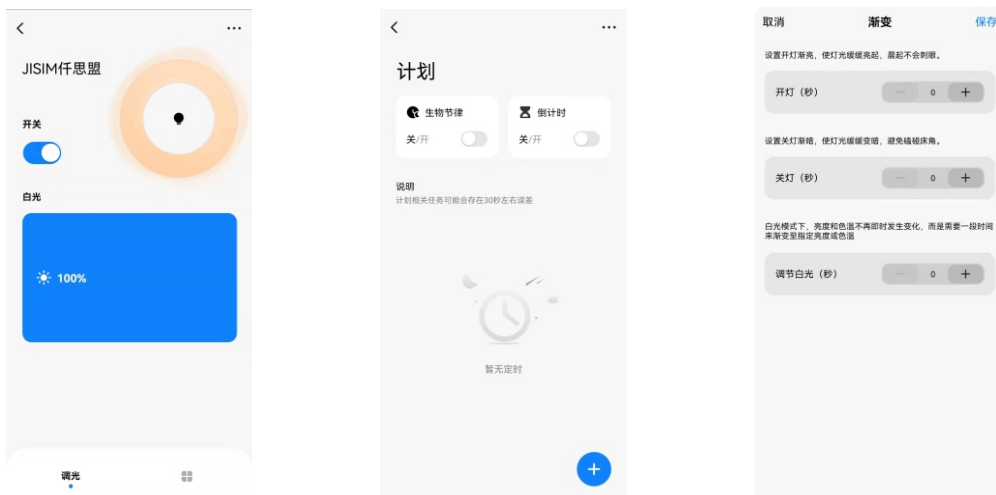 JISIM仟思盟
开关
白光
100%
调光
计划
生物节律
关/开
倒计时
关/开
说明
计划相关任务可能会存在30秒左右误差
暂无定时
取消
渐变
保存
设置开灯渐亮，使灯光缓缓亮起，晨起不会刺眼。
开灯（秒）
0
设置关灯渐暗，使灯光缓缓变暗，避免磕碰床角。
关灯（秒）
0
白光模式下，亮度和色温不再即时发生变化，而是需要一段时间
来渐变至指定亮度或色温
调节白光（秒）
0